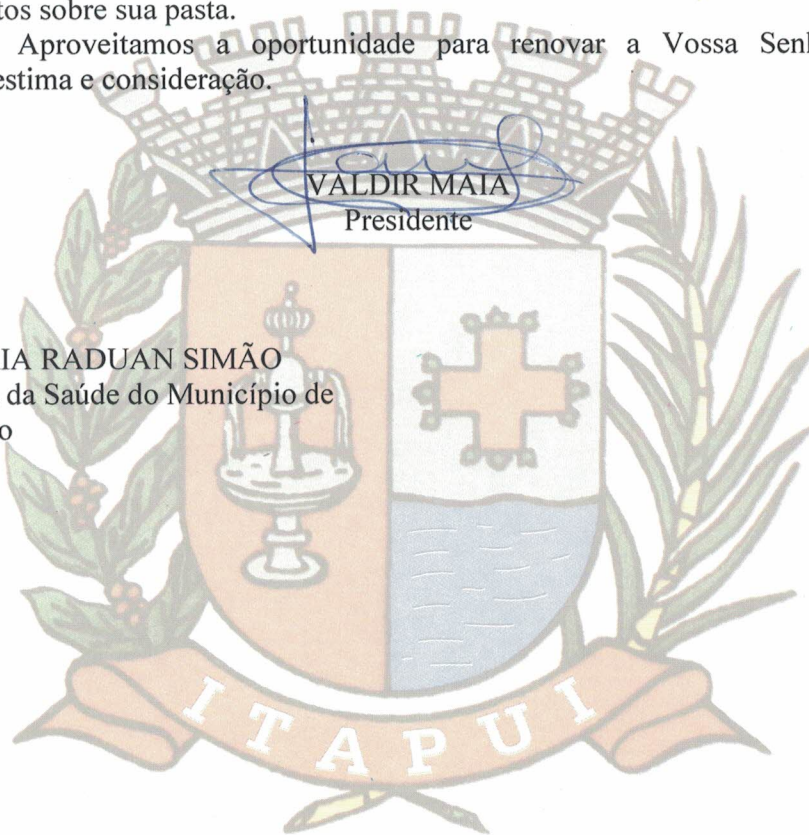 tos sobre sua pasta.
Aproveitamos a oportunidade para renovar a Vossa Senl
estima e consideração.
VALDIR MAIA
Presidente
IA RADUAN SIMÃO
da Saúde do Município de
o
ITAPUI